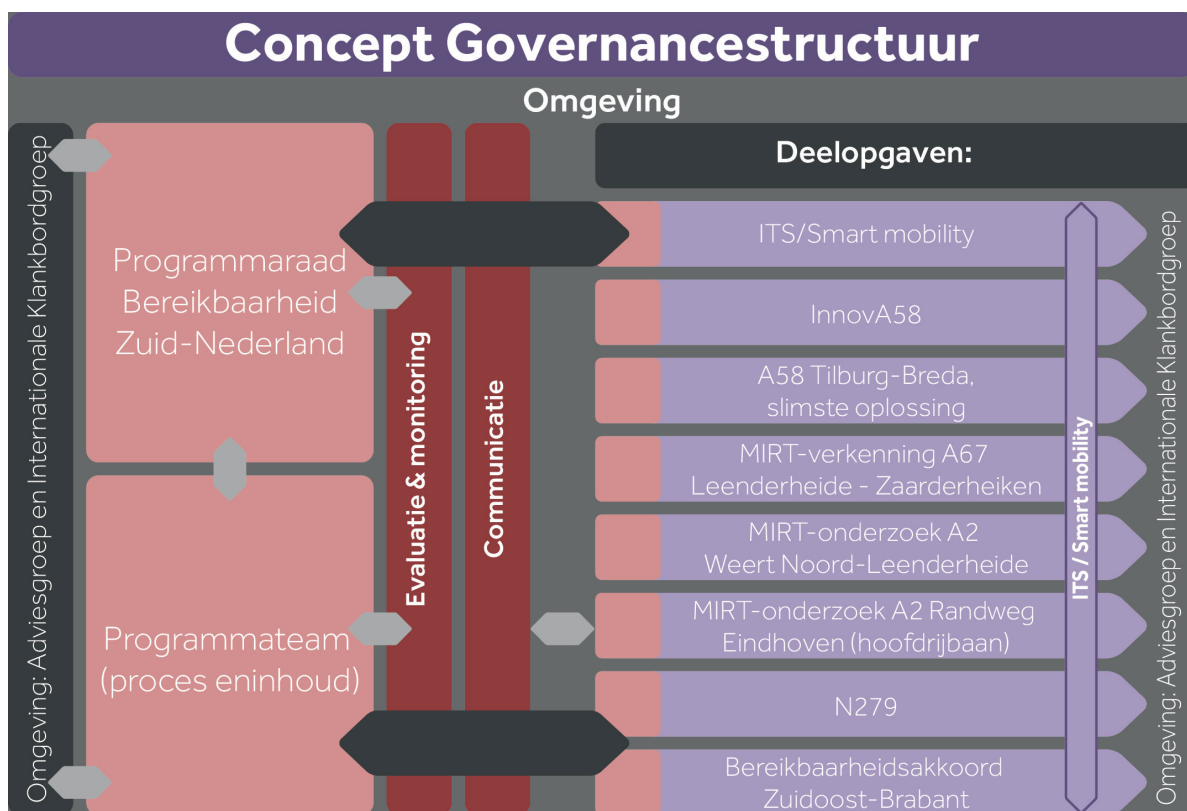 Concept Governancestructuur
Omgeving
Omgeving: Adviesgroep en Internationale Klankbordgroep
Programmaraad
Bereikbaarheid
Zuid-Nederland
Programmateam
(proces eninhoud)
Evaluatie & monitoring
Communicatie
Deelopgaven:
ITS/Smart mobility
InnovA58
A58 Tilburg-Breda,
slimste oplossing
MIRT-verkenning A67
Leenderheide - Zaarderheiken
MIRT-onderzoek A2
Weert Noord-Leenderheide
MIRT-onderzoek A2 Randweg
Eindhoven (hoofdrijbaan)
N279
Bereikbaarheidsakkoord
Zuidoost-Brabant
ITS / Smart mobility
Omgeving: Adviesgroep en Internationale Klankbordgroep